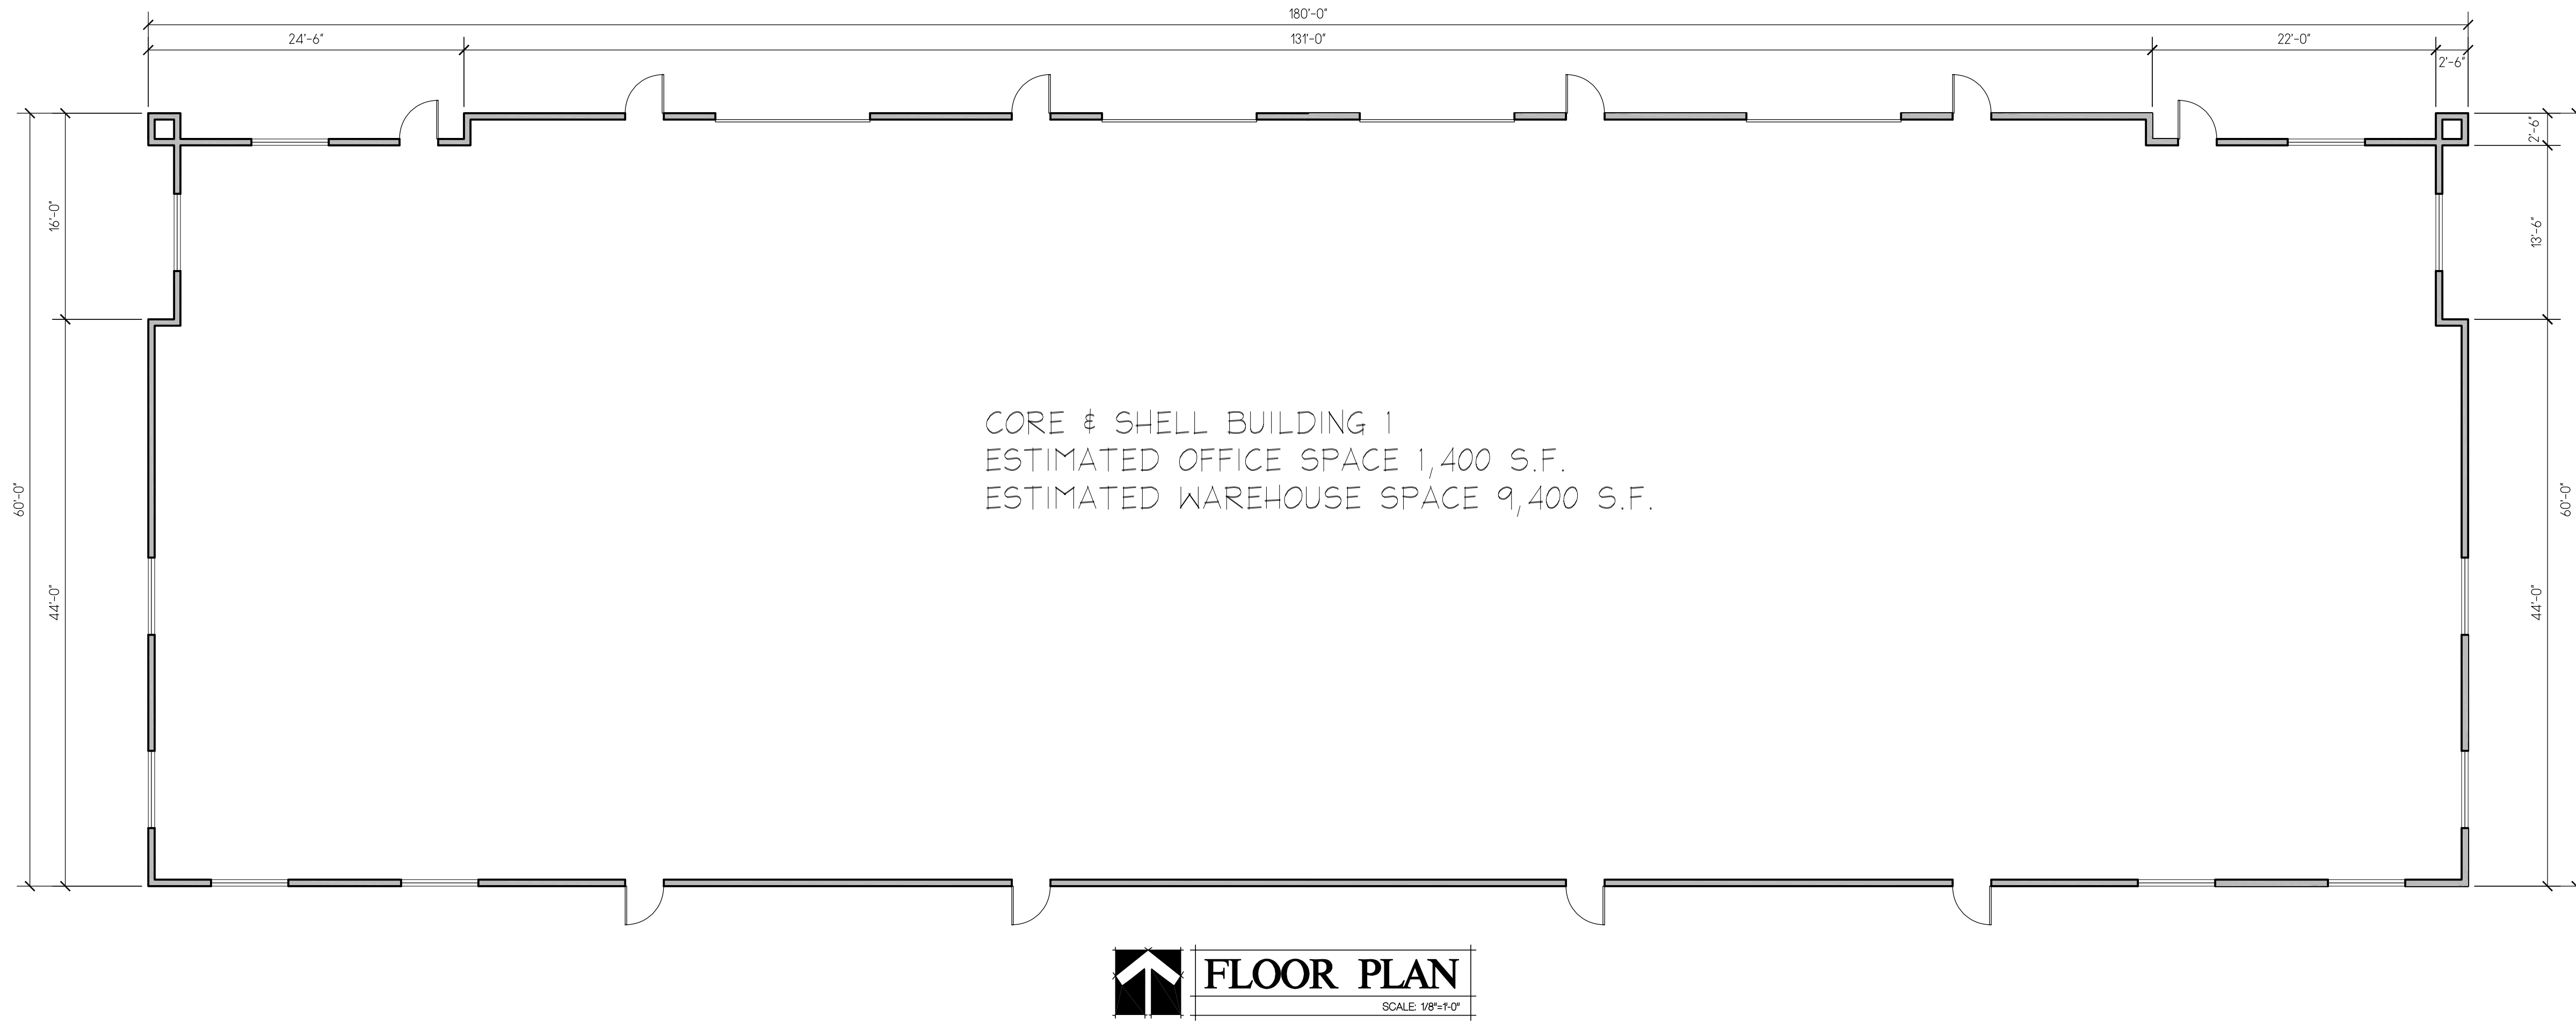 180'-0"
24'-6"
131'-0"
22'-0"
2'-6"
2'-6"
16'-0"
13'-6"
CORE & SHELL BUILDING 1
ESTIMATED OFFICE SPACE 1,400 S.F.
ESTIMATED WAREHOUSE SPACE 9,400 S.F.
60'-0"
60'-0"
44'-0"
44'-0"
FLOOR PLAN
SCALE: 1/8"=1'-0"